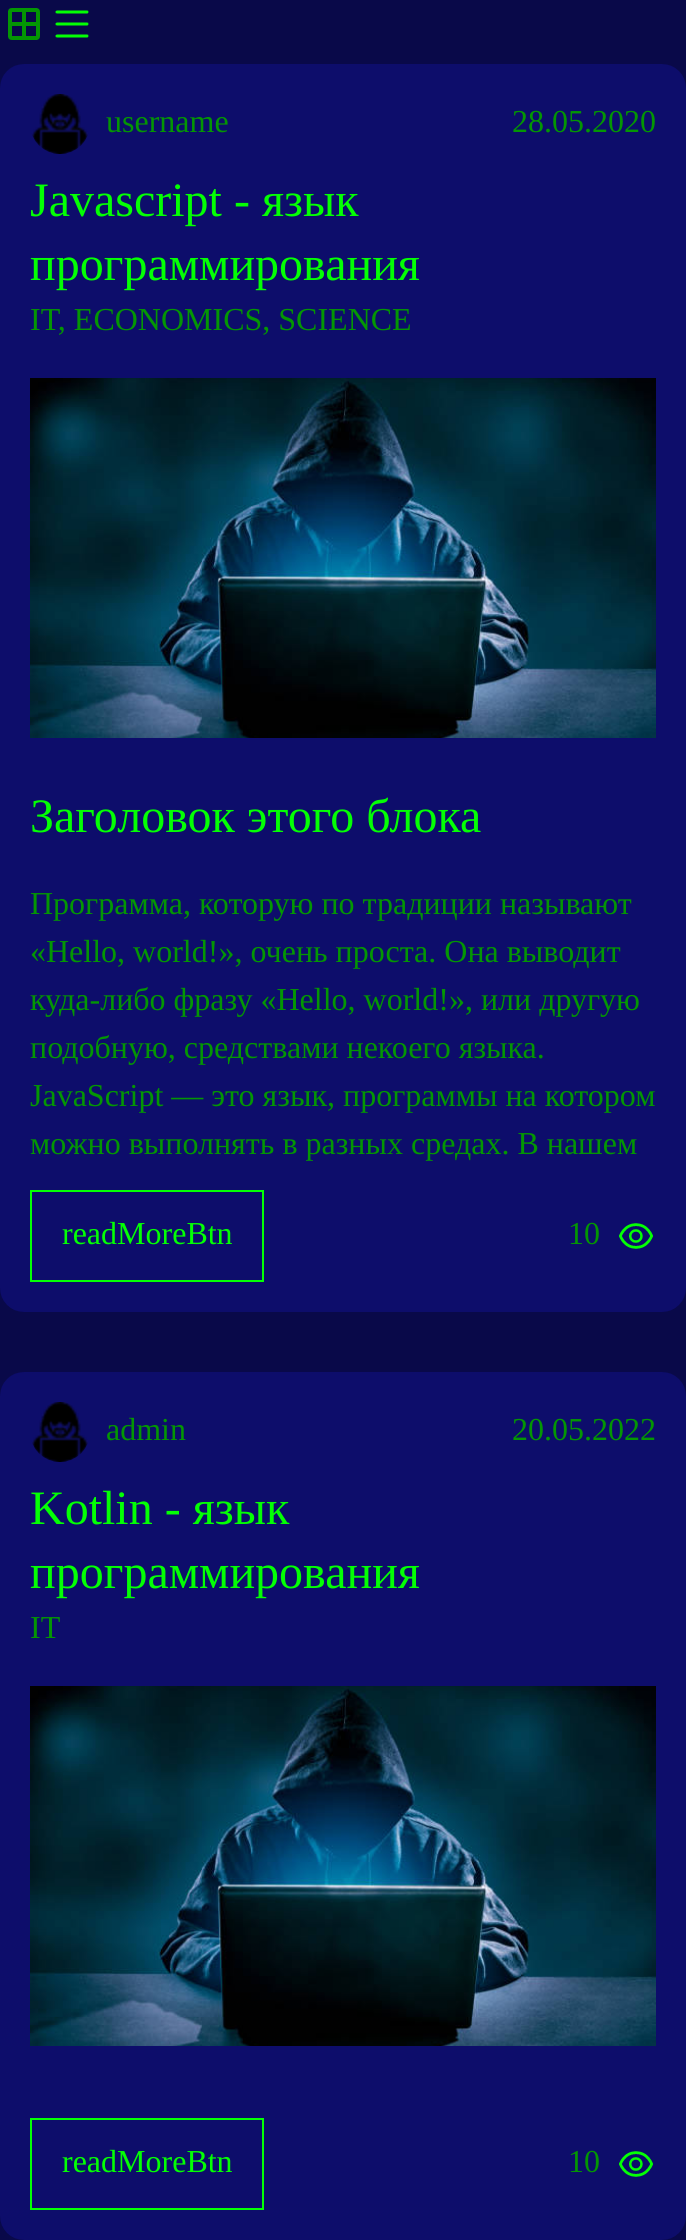 username 28.05.2020
Javascript - язык
программирования
IT, ECONOMICS, SCIENCE
Заголовок этого блока
Программа, которую по традиции называют
«Hello, world!», очень проста. Она выводит
куда-либо фразу «Hello, world!», или другую
подобную, средствами некоего языка.
JavaScript — это язык, программы на котором
можно выполнять в разных средах. В нашем
readMoreBtn 10
admin 20.05.2022
Kotlin - язык
программирования
IT
readMoreBtn 10